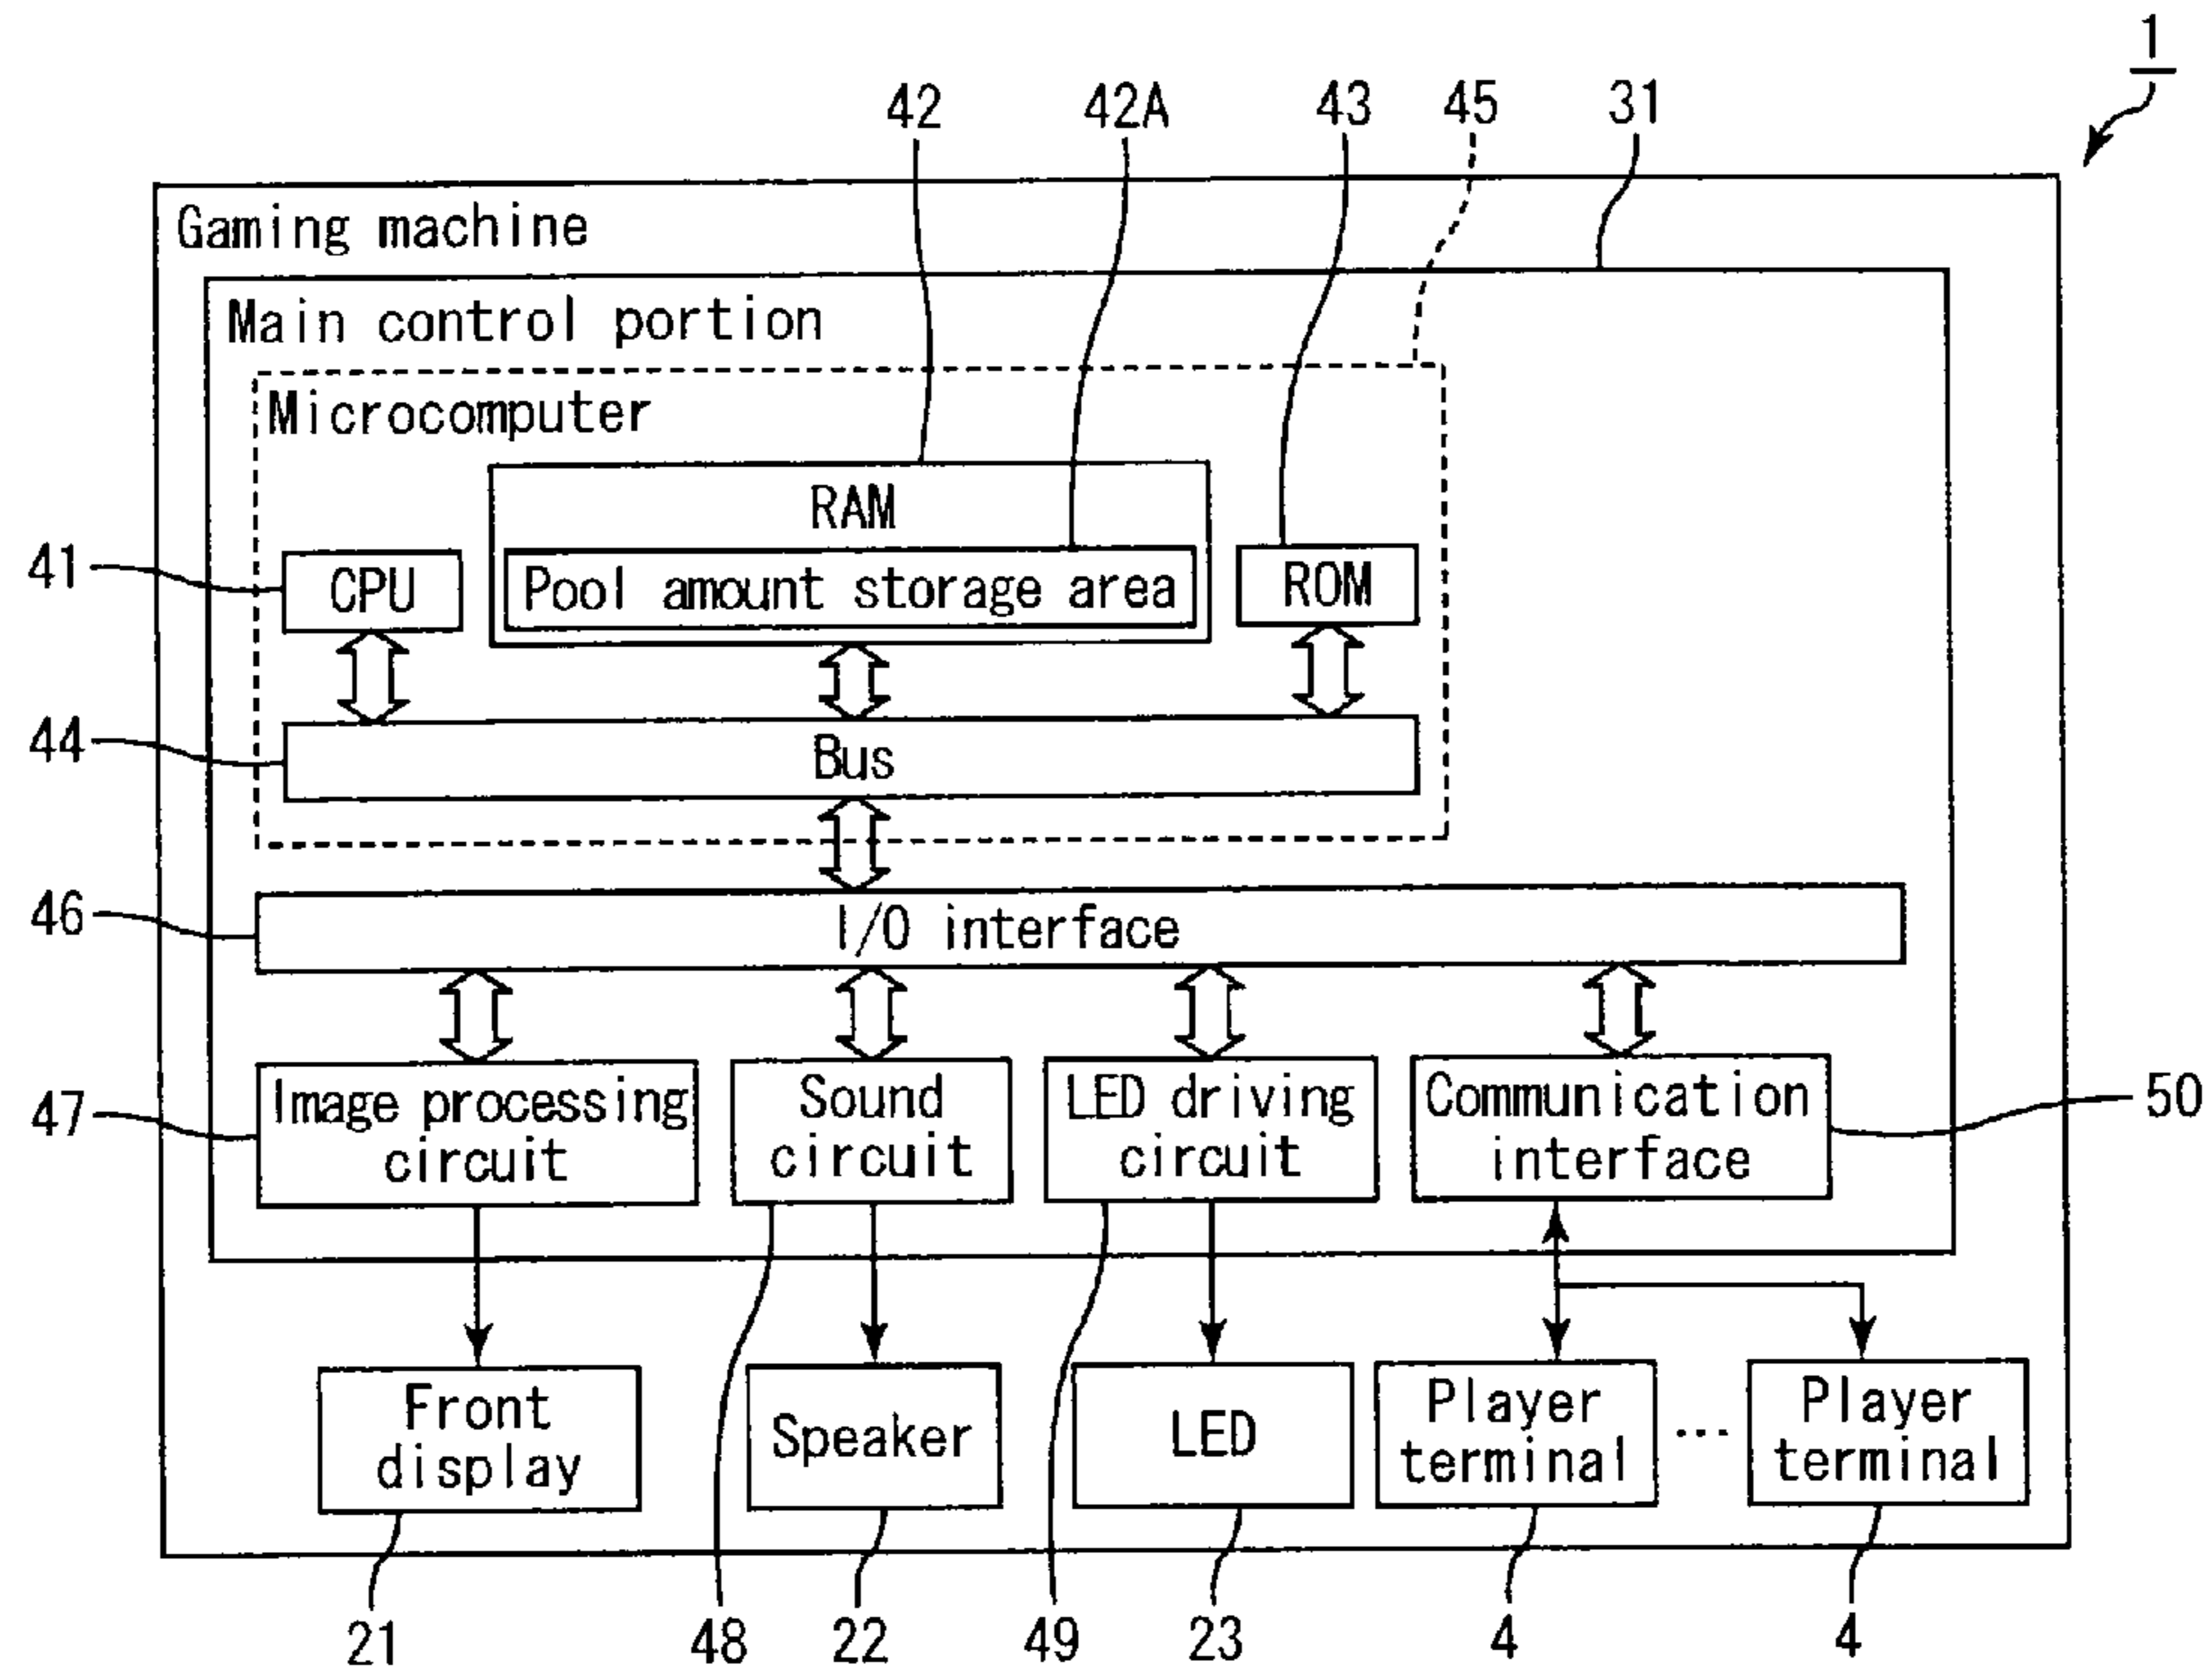 1
42
42A
43
45
31
Gaming machine
Main control portion
Microcomputer
RAM
41
CPU
Pool amount storage area
ROM
44
Bus
46
I/O interface
47
Image processing
circuit
Sound
circuit
LED driving
circuit
Communication
interface
50
Front
display
Speaker
LED
Player
terminal
...
Player
terminal
21
48
22
49
23
4
4